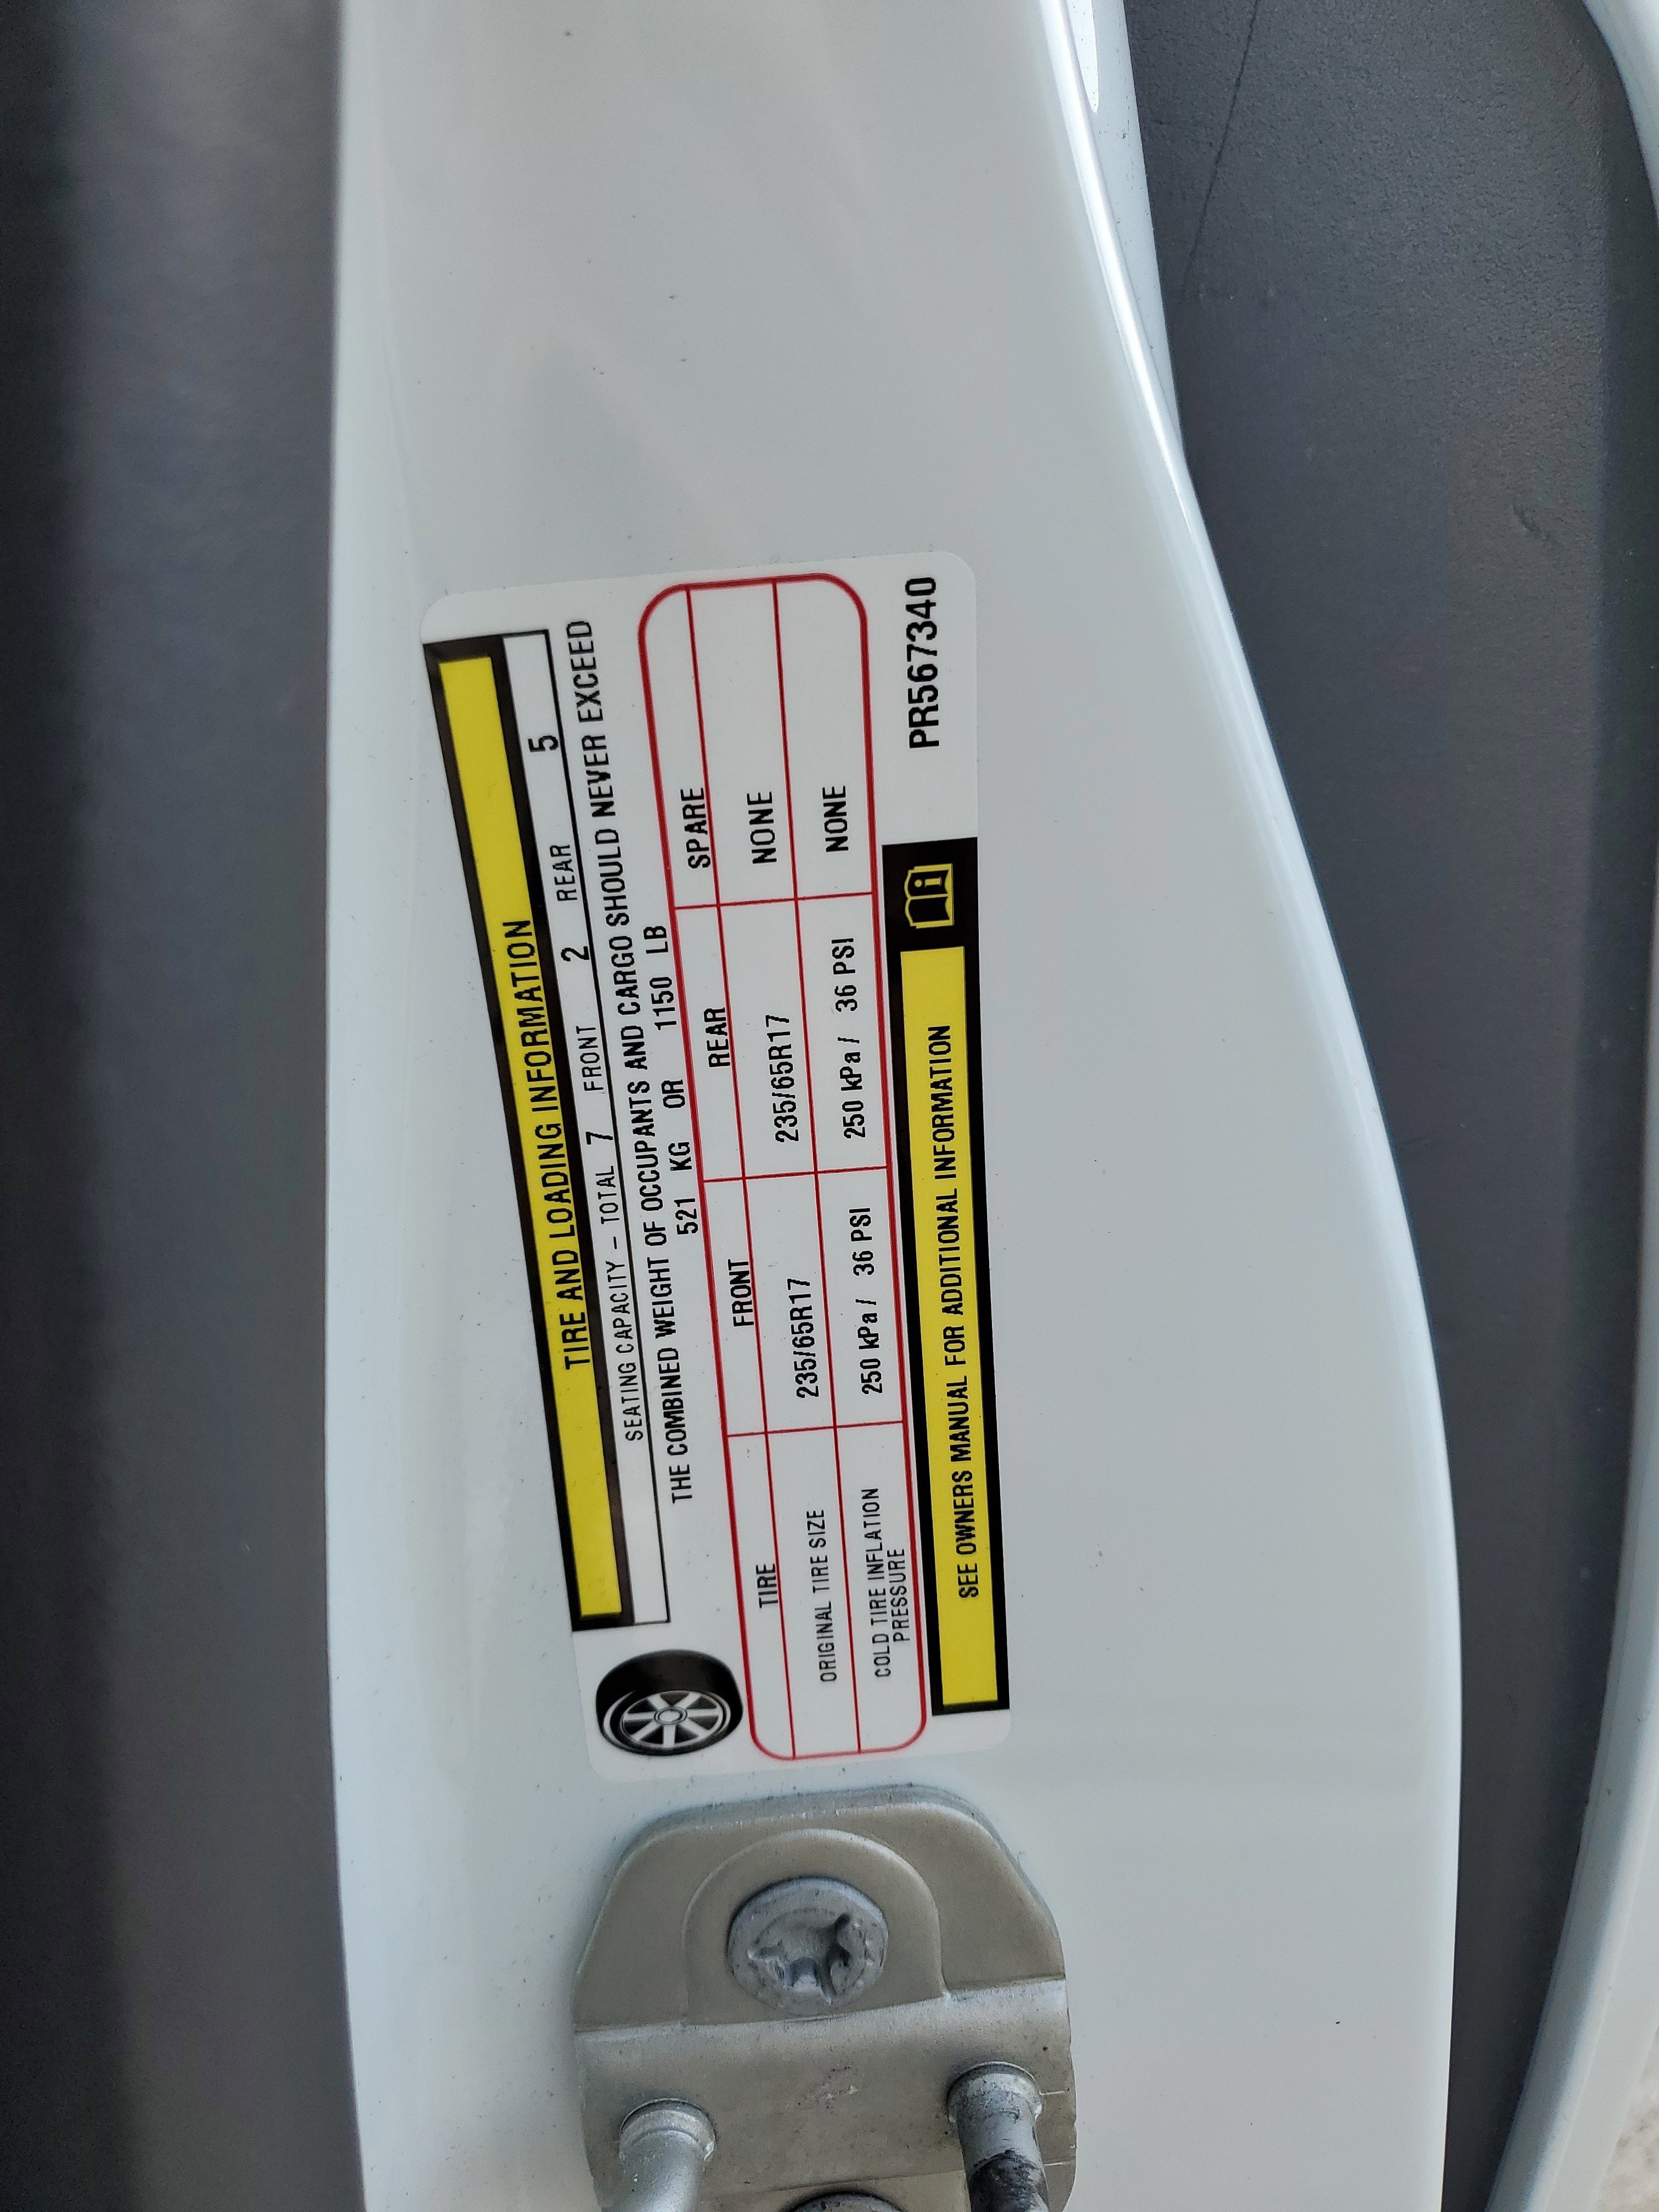 TIRE AND LOADING INFORMATION
SEATING CAPACITY – TOTAL 7 FRONT 2 REAR 5
THE COMBINED WEIGHT OF OCCUPANTS AND CARGO SHOULD NEVER EXCEED
521 KG OR 1150 LB
TIRE FRONT REAR SPARE
ORIGINAL TIRE SIZE 235/65R17 235/65R17 NONE
COLD TIRE INFLATION 250 kPa / 36 PSI 250 kPa / 36 PSI NONE
PRESSURE
SEE OWNERS MANUAL FOR ADDITIONAL INFORMATION i PR567340